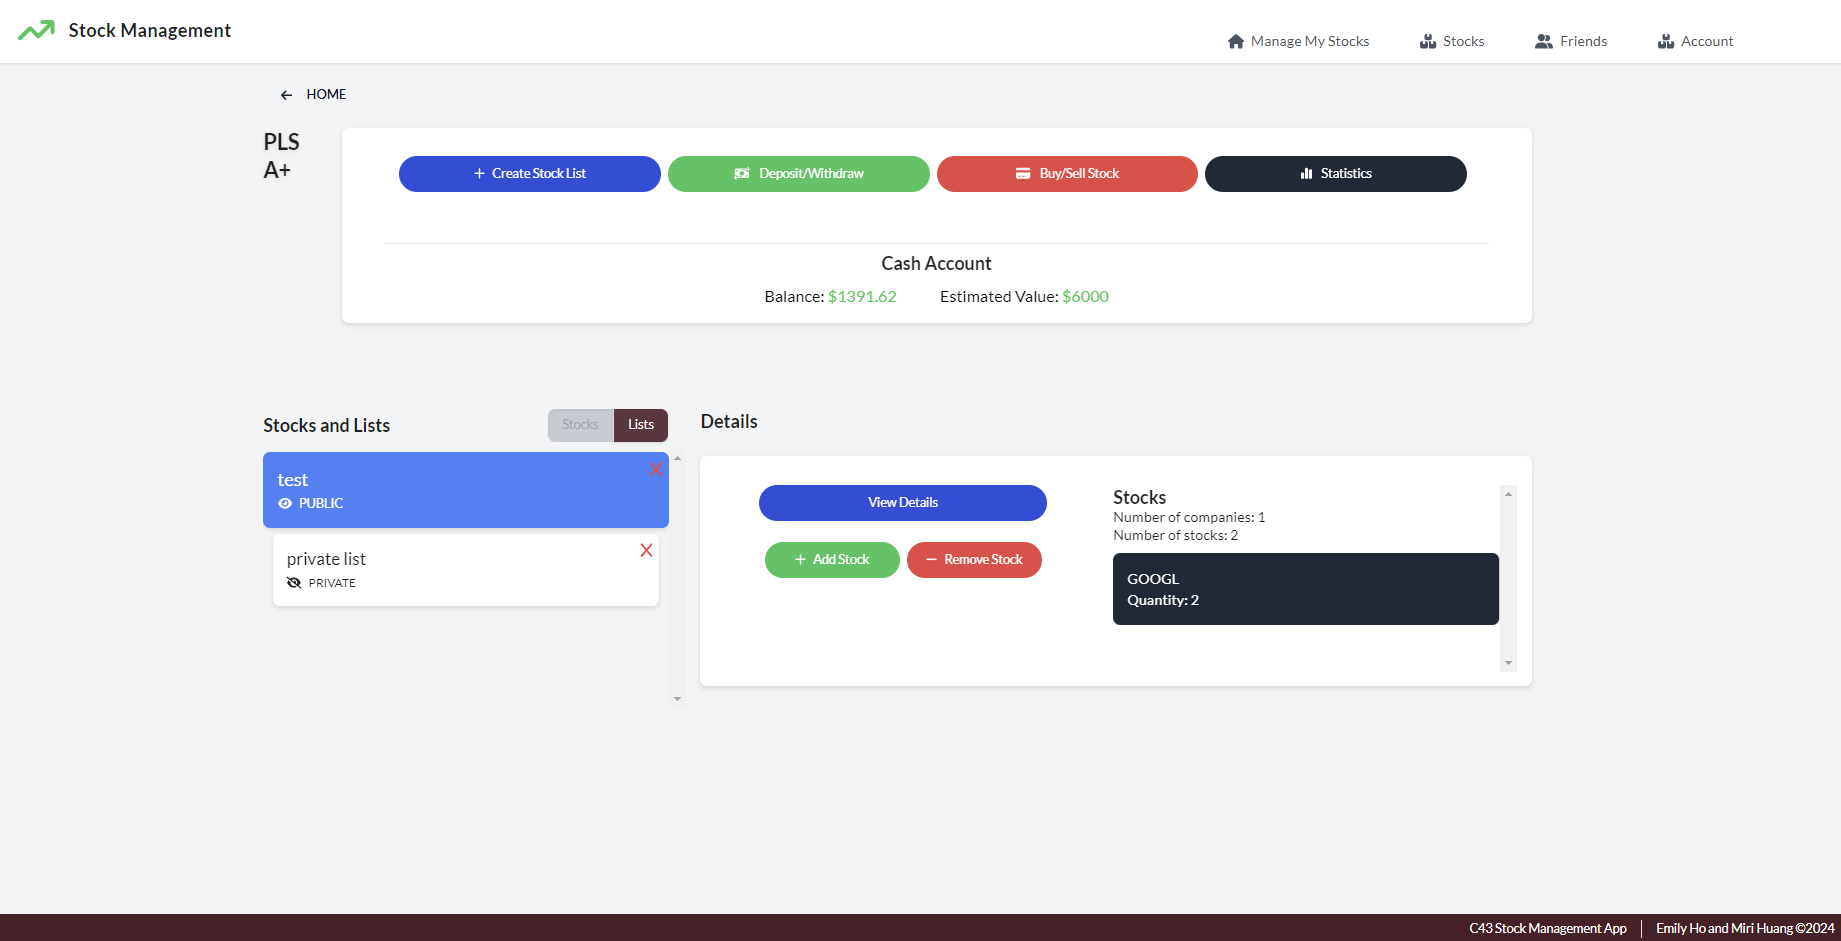 Stock Management
Manage My Stocks
Stocks
Friends
Account
HOME
PLS
A+
Create Stock List
Deposit/Withdraw
Buy/Sell Stock
Statistics
Cash Account
Balance: $1391.62
Estimated Value: $6000
Stocks and Lists
Stocks
Lists
test
X
PUBLIC
private list
X
PRIVATE
Details
View Details
Add Stock
Remove Stock
Stocks
Number of companies: 1
Number of stocks: 2
GOOGL
Quantity: 2
C43 Stock Management App
Emily Ho and Miri Huang ©2024